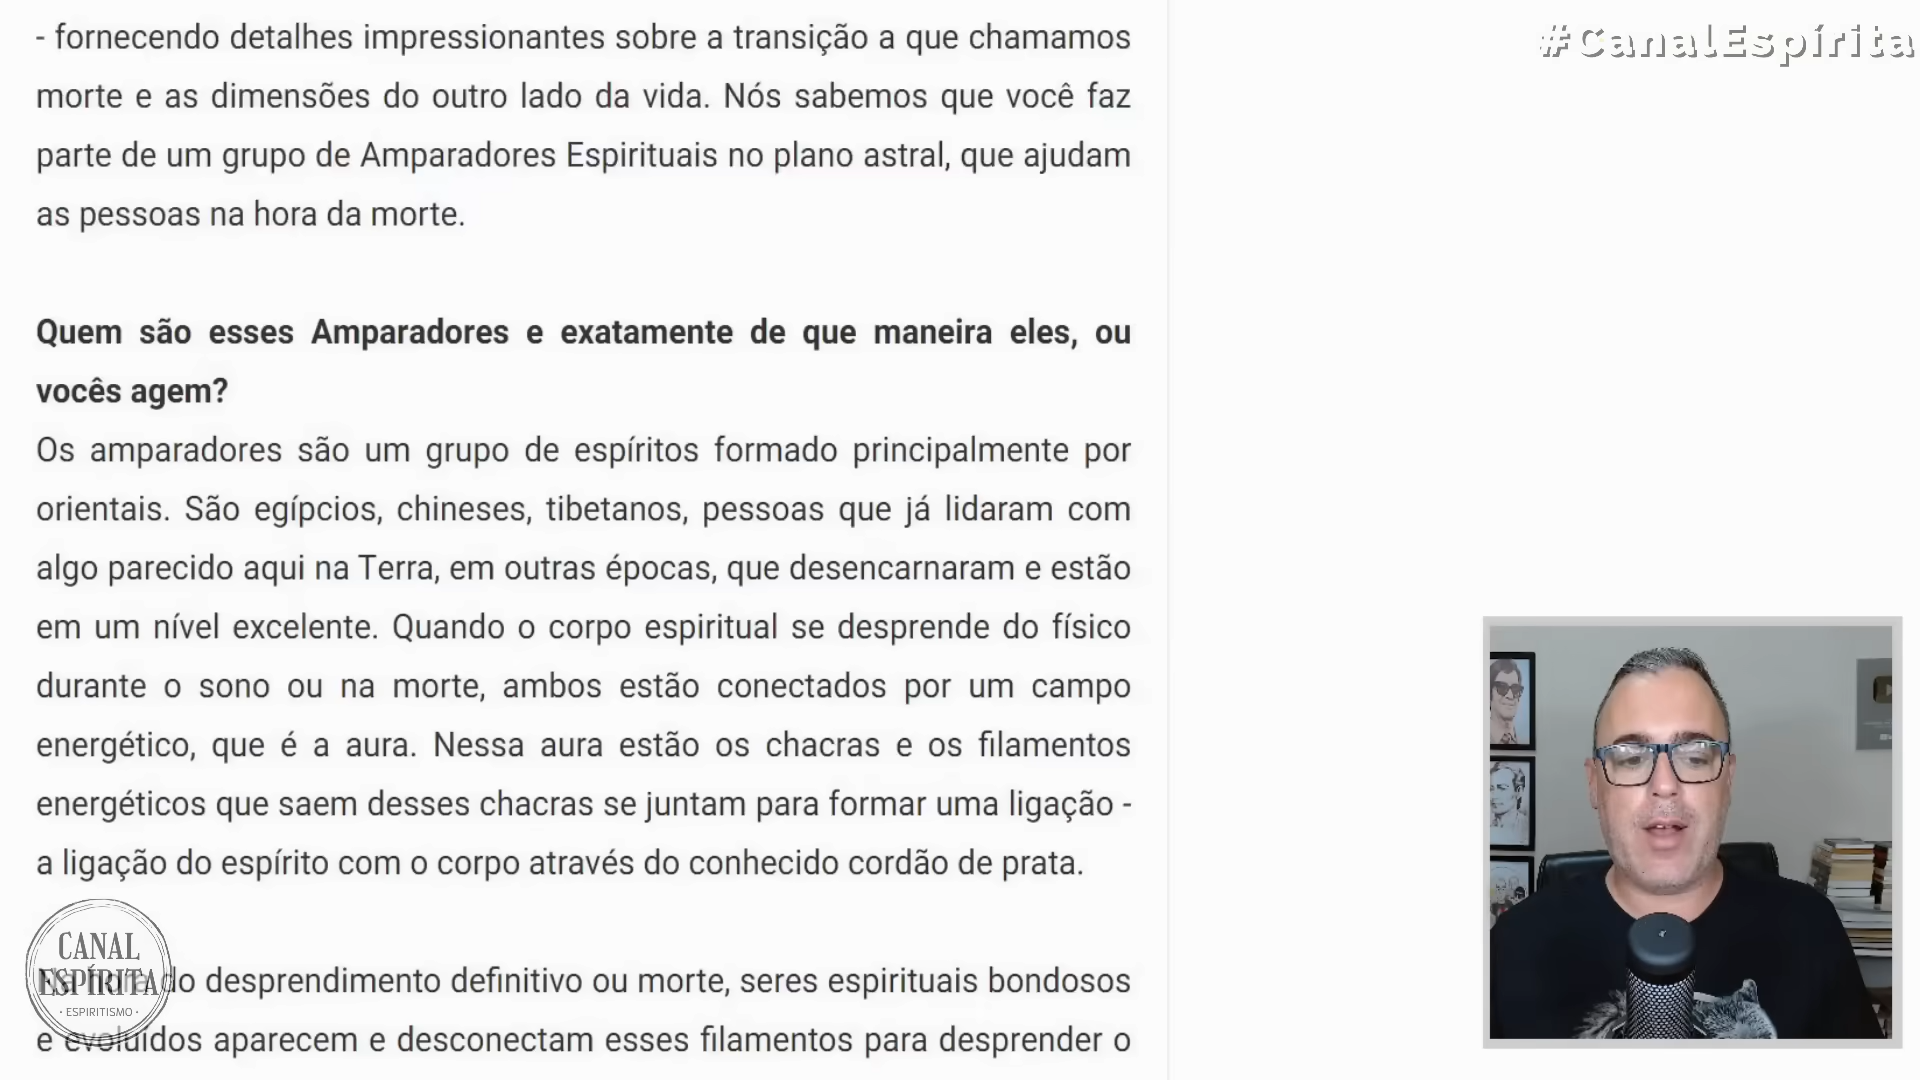 - fornecendo detalhes impressionantes sobre a transição a que chamamos
morte e as dimensões do outro lado da vida. Nós sabemos que você faz
parte de um grupo de Amparadores Espirituais no plano astral, que ajudam
as pessoas na hora da morte.
Quem são esses Amparadores e exatamente de que maneira eles, ou
vocês agem?
Os amparadores são um grupo de espíritos formado principalmente por
orientais. São egípcios, chineses, tibetanos, pessoas que já lidaram com
algo parecido aqui na Terra, em outras épocas, que desencarnaram e estão
em um nível excelente. Quando o corpo espiritual se desprende do físico
durante o sono ou na morte, ambos estão conectados por um campo
energético, que é a aura. Nessa aura estão os chacras e os filamentos
energéticos que saem desses chacras se juntam para formar uma ligação -
a ligação do espírito com o corpo através do conhecido cordão de prata.
Na hora do desprendimento definitivo ou morte, seres espirituais bondosos
e evoluídos aparecem e desconectam esses filamentos para desprender o
#CanalEspírita
CANAL
ESPÍRITA
· ESPIRITISMO ·